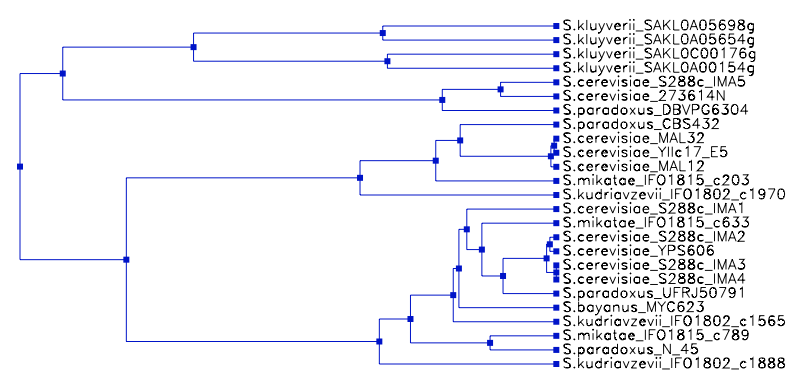 S.kluyverii_SAKL0A05698g
S.kluyverii_SAKL0A05654g
S.kluyverii_SAKL0C00176g
S.kluyverii_SAKL0A00154g
S.cerevisiae_S288c_IMA5
S.cerevisiae_273614N
S.paradoxus_DBVPG6304
S.paradoxus_CBS432
S.cerevisiae_MAL32
S.cerevisiae_YIIc17_E5
S.cerevisiae_MAL12
S.mikatae_IFO1815_c203
S.kudriavzevii_IFO1802_c1970
S.cerevisiae_S288c_IMA1
S.mikatae_IFO1815_c633
S.cerevisiae_S288c_IMA2
S.cerevisiae_YPS606
S.cerevisiae_S288c_IMA3
S.cerevisiae_S288c_IMA4
S.paradoxus_UFRJ50791
S.bayanus_MYC623
S.kudriavzevii_IFO1802_c1565
S.mikatae_IFO1815_c789
S.paradoxus_N_45
S.kudriavzevii_IFO1802_c1888